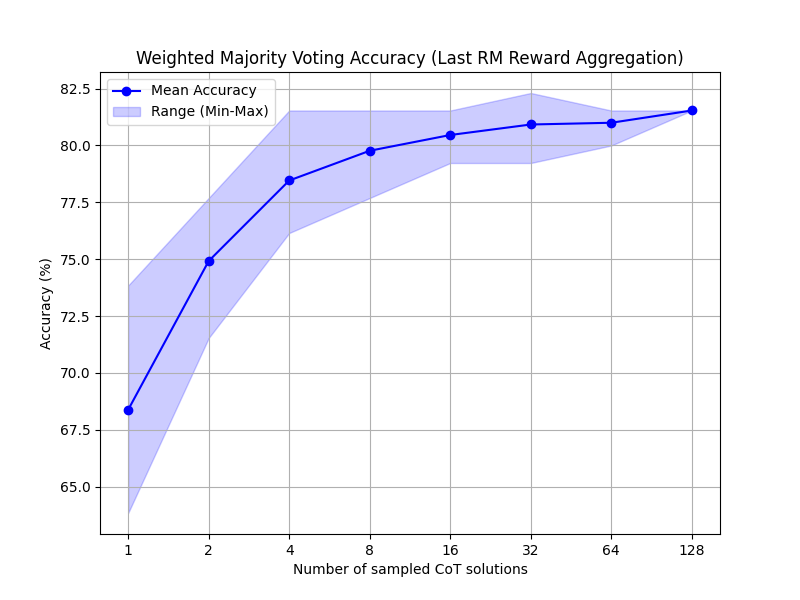 Weighted Majority Voting Accuracy (Last RM Reward Aggregation)
Mean Accuracy
Range (Min-Max)
Accuracy (%)
82.5
80.0
77.5
75.0
72.5
70.0
67.5
65.0
1 2 4 8 16 32 64 128
Number of sampled CoT solutions